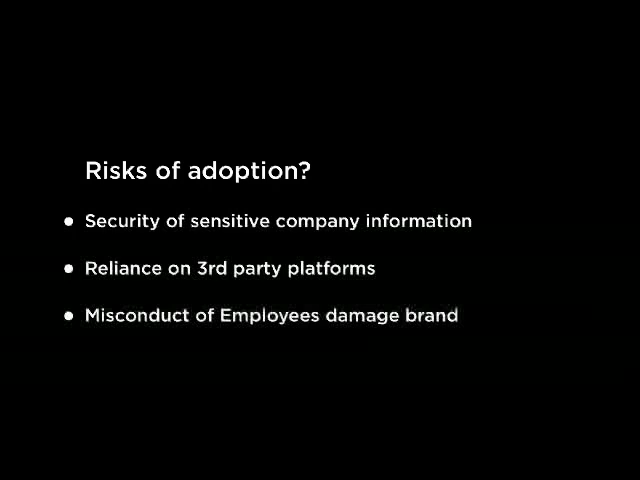 Risks of adoption?
• Security of sensitive company information
• Reliance on 3rd party platforms
• Misconduct of Employees damage brand